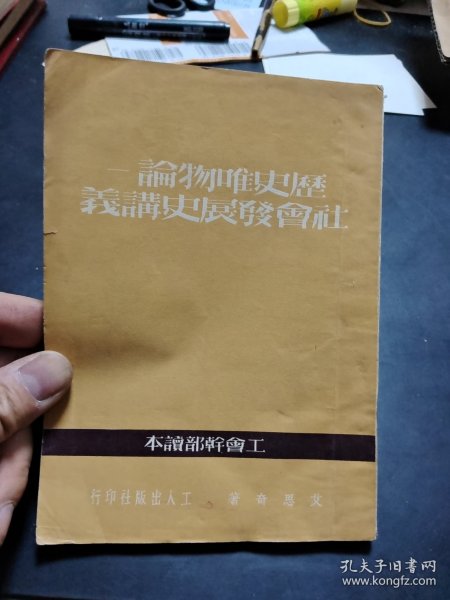 歷史唯物論—
社會發展史講義
工會幹部讀本
艾思奇著．工人出版社印行
孔夫子旧书网
www.kongfz.com